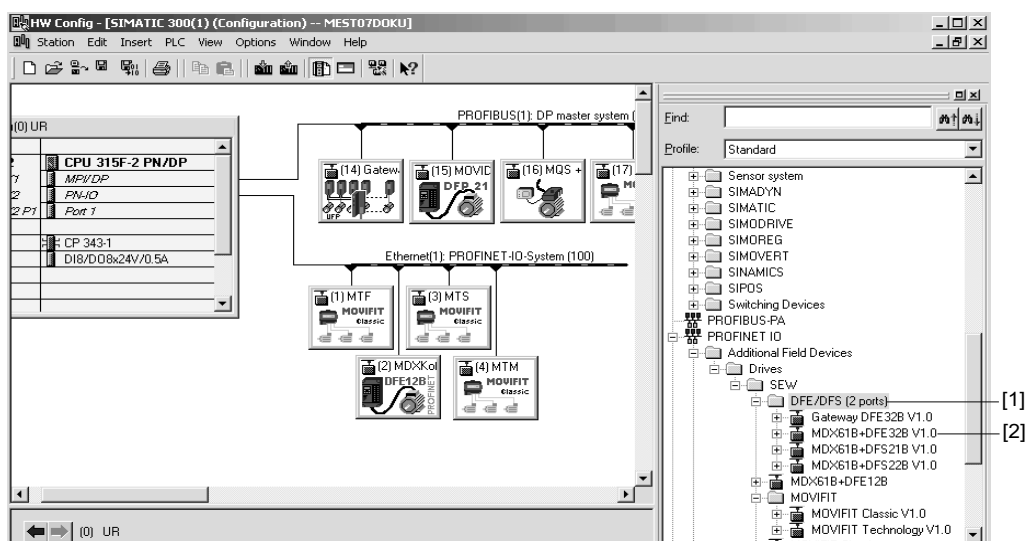 HW Config - [SIMATIC 300(1) (Configuration) -- MEST07DOKU]
Station Edit Insert PLC View Options Window Help
(0) UR
CPU 315F-2 PN/DP
MPI/DP
PN-IO
2 P1 Port 1
CP 343-1
DI8/DO8x24V/0.5A
PROFIBUS(1): DP master system (
(14) Gatew
UFP
(15) MOVID
DFP 21
(16) MQS +
(17)
Ethernet(1): PROFINET-IO-System (100)
(1) MTF
MOVIFIT
Classic
(3) MTS
MOVIFIT
Classic
(2) MDXKol
DFE12B
PROFINET
(4) MTM
MOVIFIT
Classic
(0) UR
Find:
Profile: Standard
Sensor system
SIMADYN
SIMATIC
SIMODRIVE
SIMOREG
SIMOVERT
SINAMICS
SIPOS
Switching Devices
PROFIBUS-PA
PROFINET IO
Additional Field Devices
Drives
SEW
DFE/DFS (2 ports) [1]
Gateway DFE32B V1.0
MDX61B+DFE32B V1.0 [2]
MDX61B+DFS21B V1.0
MDX61B+DFS22B V1.0
MDX61B+DFE12B
MOVIFIT
MOVIFIT Classic V1.0
MOVIFIT Technology V1.0